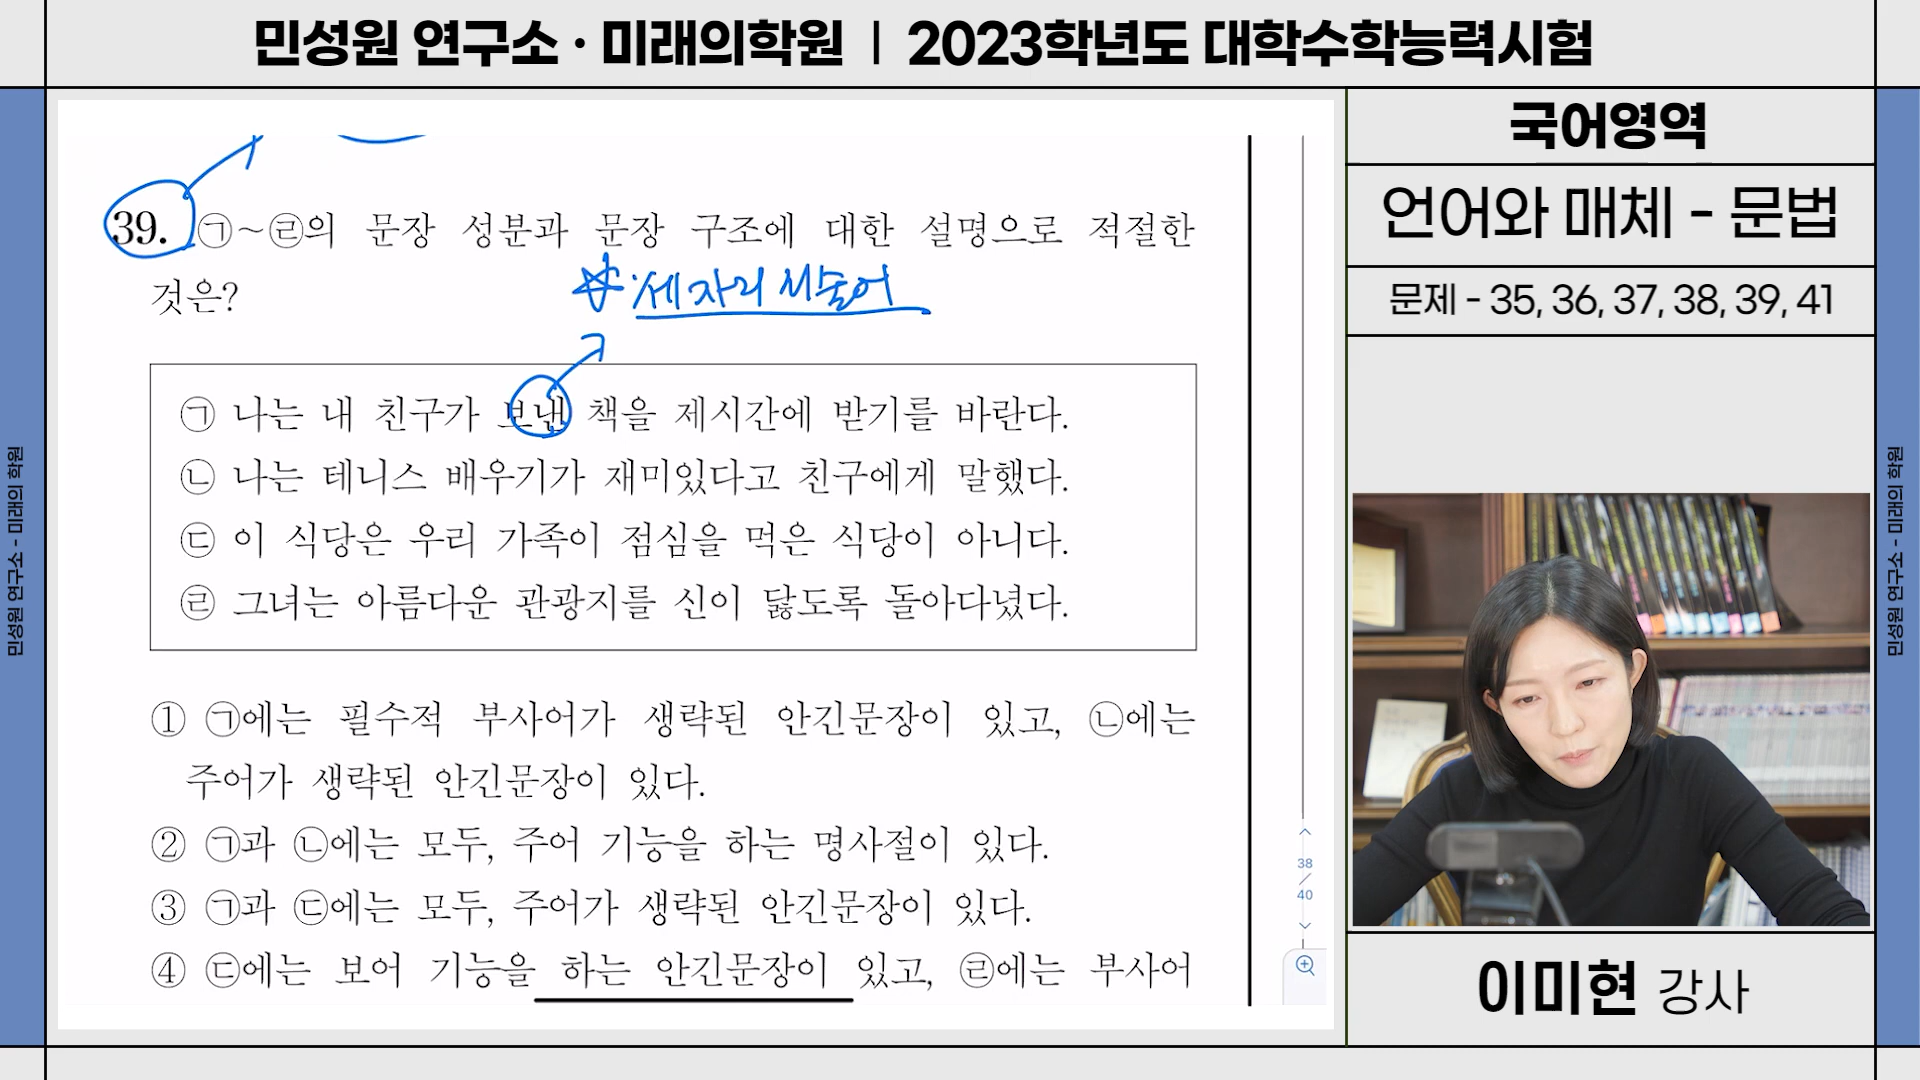 민성원 연구소 · 미래의학원 | 2023학년도 대학수학능력시험
국어영역
언어와 매체 - 문법
문제 - 35, 36, 37, 38, 39, 41
39. ㉠~㉣의 문장 성분과 문장 구조에 대한 설명으로 적절한
것은?
세 자리 서술어
㉠ 나는 내 친구가 보낸 책을 제시간에 받기를 바란다.
㉡ 나는 테니스 배우기가 재미있다고 친구에게 말했다.
㉢ 이 식당은 우리 가족이 점심을 먹은 식당이 아니다.
㉣ 그녀는 아름다운 관광지를 신이 닳도록 돌아다녔다.
① ㉠에는 필수적 부사어가 생략된 안긴문장이 있고, ㉡에는
주어가 생략된 안긴문장이 있다.
② ㉠과 ㉡에는 모두, 주어 기능을 하는 명사절이 있다.
③ ㉠과 ㉢에는 모두, 주어가 생략된 안긴문장이 있다.
④ ㉢에는 보어 기능을 하는 안긴문장이 있고, ㉣에는 부사어
38
/
40
이미현 강사
민성원 연구소 - 미래의 학원
민성원 연구소 - 미래의 학원